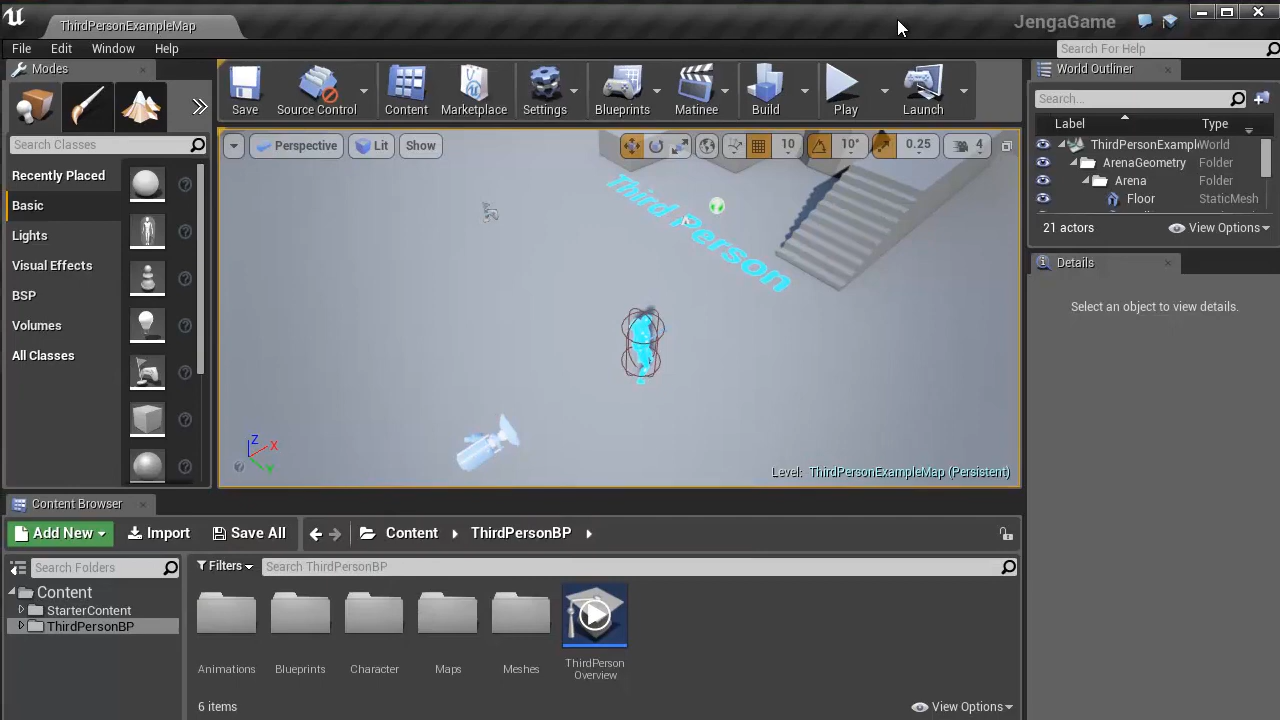 ThirdPersonExampleMap
JengaGame
File Edit Window Help
Search For Help
Modes
Search Classes
Recently Placed
Basic
Lights
Visual Effects
BSP
Volumes
All Classes
Save Source Control Content Marketplace Settings Blueprints Matinee Build Play Launch
Perspective Lit Show 10 10° 0.25 4
Third Person
Z X Y
Level: ThirdPersonExampleMap (Persistent)
World Outliner
Search...
Label Type
ThirdPersonExampl World
ArenaGeometry Folder
Arena Folder
Floor StaticMesh
21 actors View Options
Details
Select an object to view details.
Content Browser
Add New Import Save All Content ThirdPersonBP
Search Folders
Content
StarterContent
ThirdPersonBP
Filters Search ThirdPersonBP
Animations Blueprints Character Maps Meshes ThirdPerson
Overview
6 items View Options